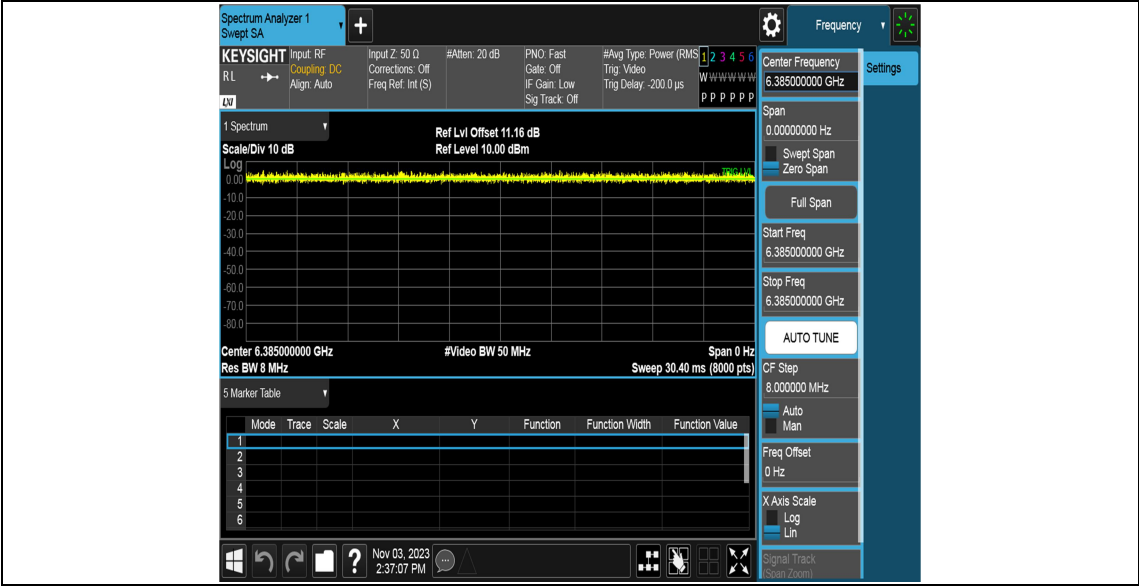 Spectrum Analyzer 1
Swept SA
+
Frequency
KEYSIGHT
RL
LXI
Input: RF
Coupling: DC
Align: Auto
Input Z: 50 Ω
Corrections: Off
Freq Ref: Int (S)
#Atten: 20 dB
PNO: Fast
Gate: Off
IF Gain: Low
Sig Track: Off
#Avg Type: Power (RMS
Trig: Video
Trig Delay: -200.0 µs
1 2 3 4 5 6
W W W W W W
P P P P P P
1 Spectrum
Scale/Div 10 dB
Ref Lvl Offset 11.16 dB
Ref Level 10.00 dBm
Log
TRIG LVL
0.00
-10.0
-20.0
-30.0
-40.0
-50.0
-60.0
-70.0
-80.0
Center 6.385000000 GHz
#Video BW 50 MHz
Span 0 Hz
Res BW 8 MHz
Sweep 30.40 ms (8000 pts)
5 Marker Table
Mode Trace Scale X Y Function Function Width Function Value
1
2
3
4
5
6
?
Nov 03, 2023
2:37:07 PM
Center Frequency
6.385000000 GHz
Settings
Span
0.00000000 Hz
Swept Span
Zero Span
Full Span
Start Freq
6.385000000 GHz
Stop Freq
6.385000000 GHz
AUTO TUNE
CF Step
8.000000 MHz
Auto
Man
Freq Offset
0 Hz
X Axis Scale
Log
Lin
Signal Track
(Span Zoom)